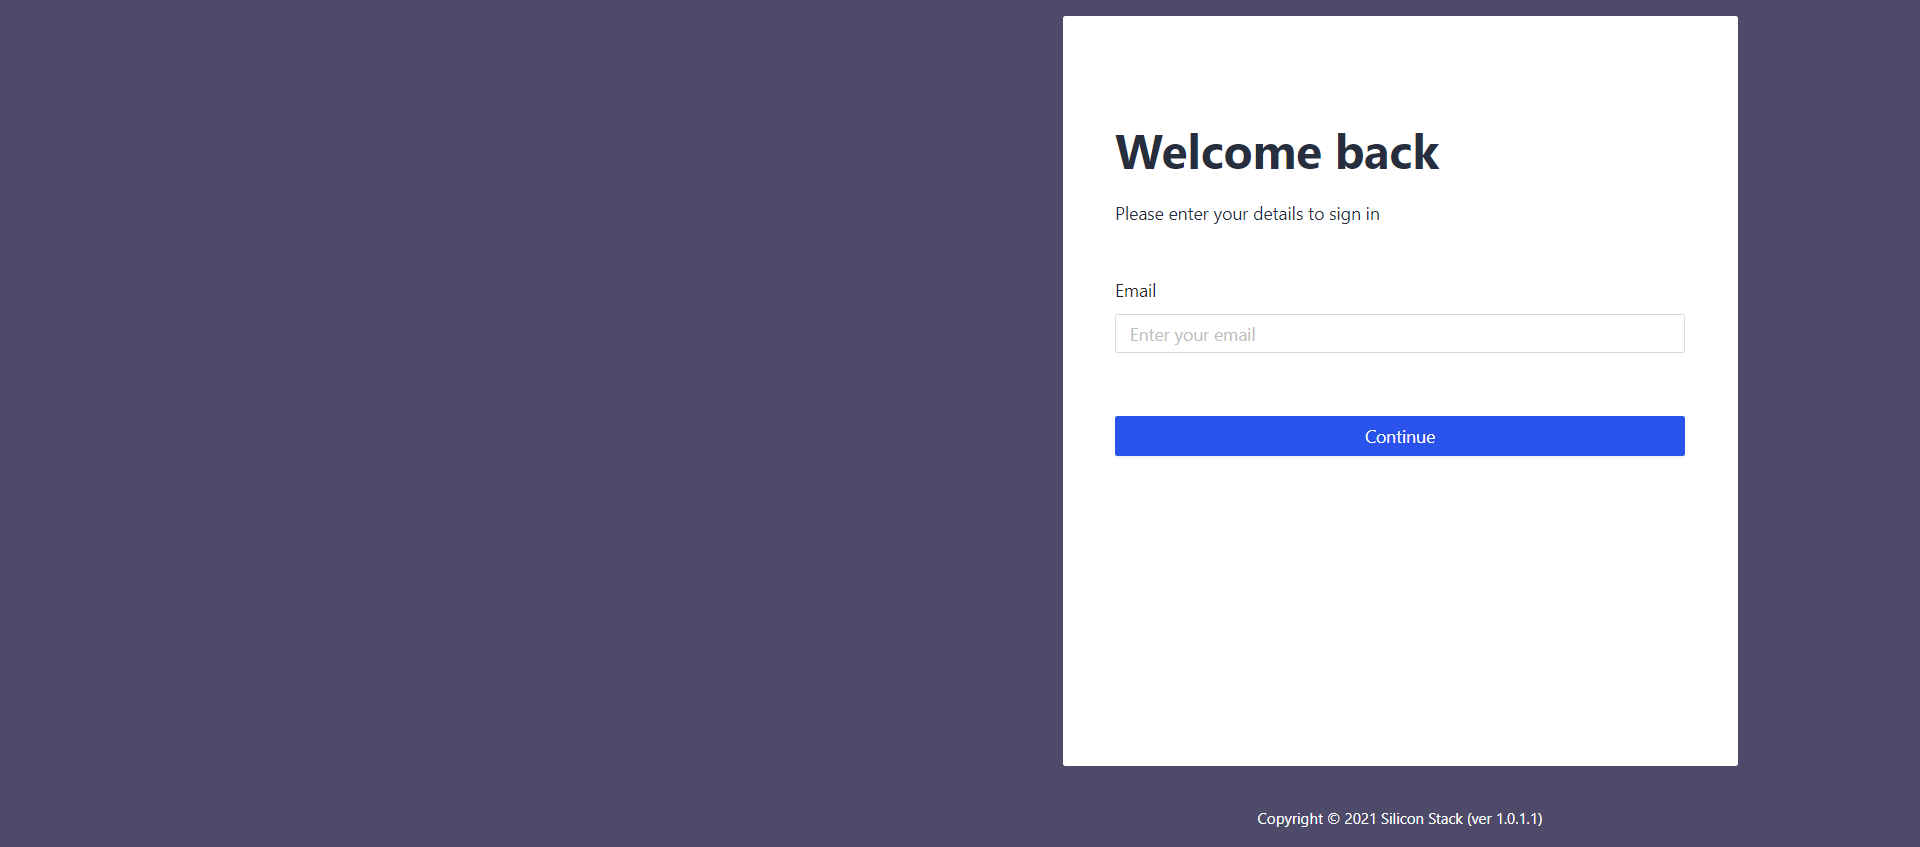 Welcome back
Please enter your details to sign in
Email
Enter your email
Continue
Copyright © 2021 Silicon Stack (ver 1.0.1.1)